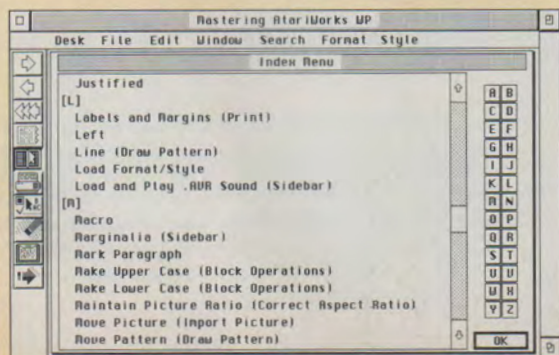 Mastering AtariWorks WP
Desk File Edit Window Search Format Style
Index Menu
Justified
[L]
Labels and Margins (Print)
Left
Line (Draw Pattern)
Load Format/Style
Load and Play .AVR Sound (Sidebar)
[M]
Macro
Marginalia (Sidebar)
Mark Paragraph
Make Upper Case (Block Operations)
Make Lower Case (Block Operations)
Maintain Picture Ratio (Correct Aspect Ratio)
Move Picture (Import Picture)
Move Pattern (Draw Pattern)
A B
C D
E F
G H
I J
K L
M N
O P
Q R
S T
U V
W X
Y Z
OK